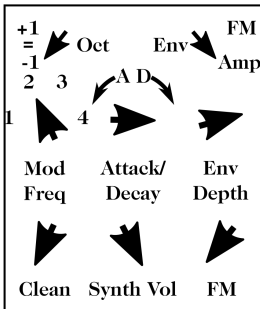 +1 FM
= Oct Env
-1 Amp
2 3 A D
1 4
Mod Attack/ Env
Freq Decay Depth
Clean Synth Vol FM